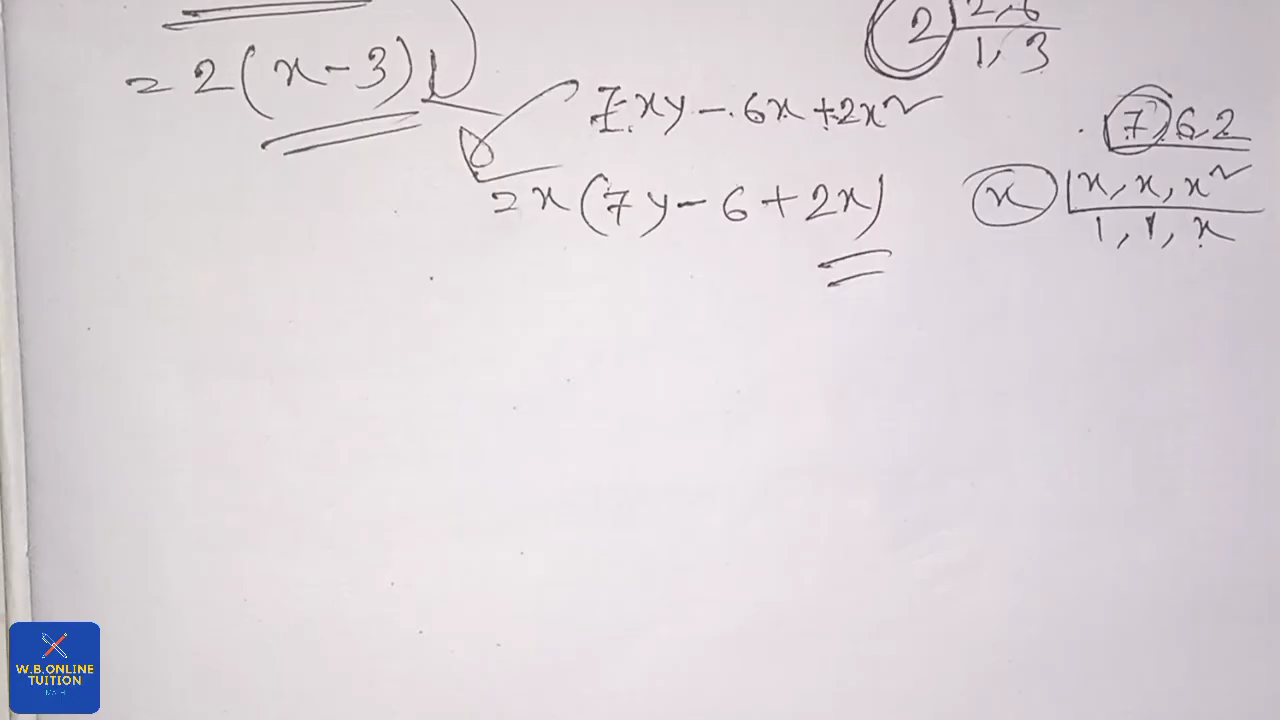 = 2(x-3)
2 2,6
1, 3
7xy - 6x + 2x²
7 6 2
= x(7y - 6 + 2x)
x x, x, x²
1, 1, x
W.B.ONLINE
TUITION
MATH